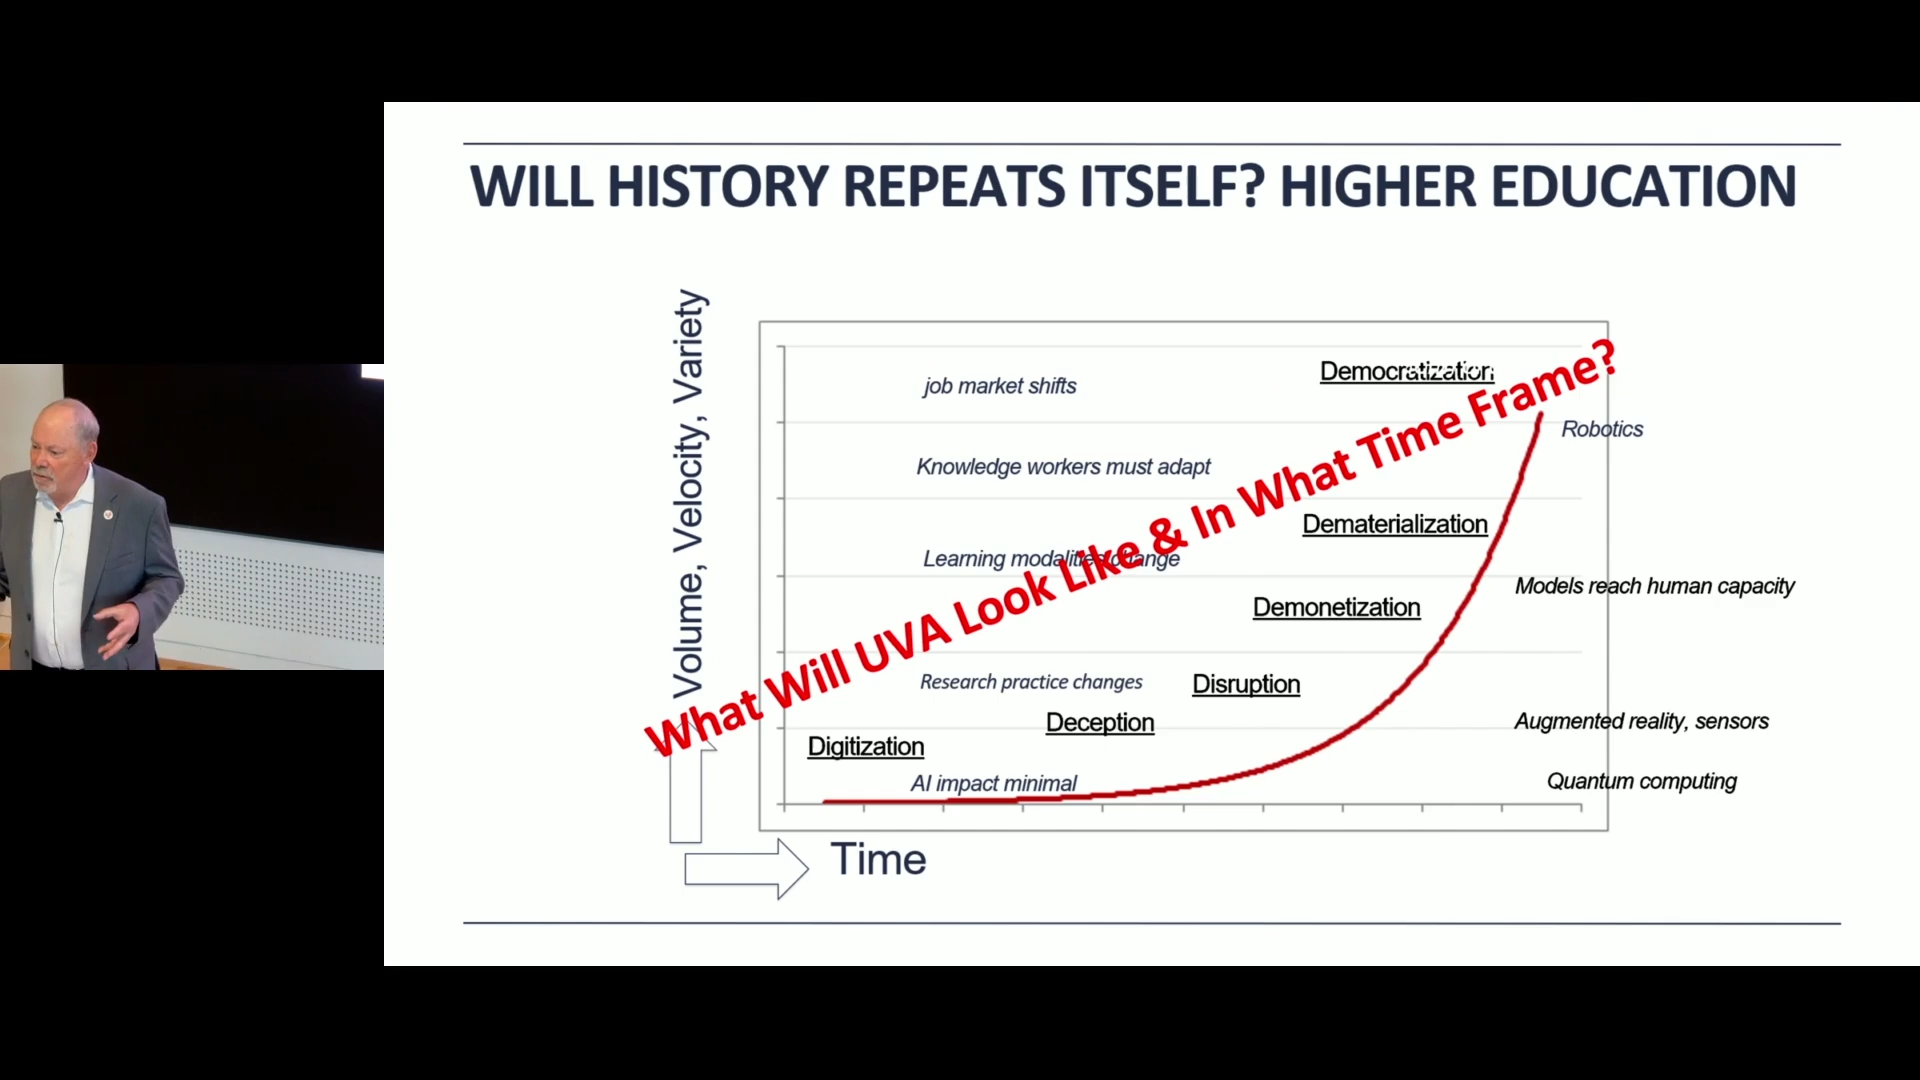 WILL HISTORY REPEATS ITSELF? HIGHER EDUCATION
Volume, Velocity, Variety
job market shifts
Democratization
What Will UVA Look Like & In What Time Frame?
Robotics
Knowledge workers must adapt
Dematerialization
Learning modalities change
Models reach human capacity
Demonetization
Research practice changes
Disruption
Deception
Augmented reality, sensors
Digitization
AI impact minimal
Quantum computing
Time